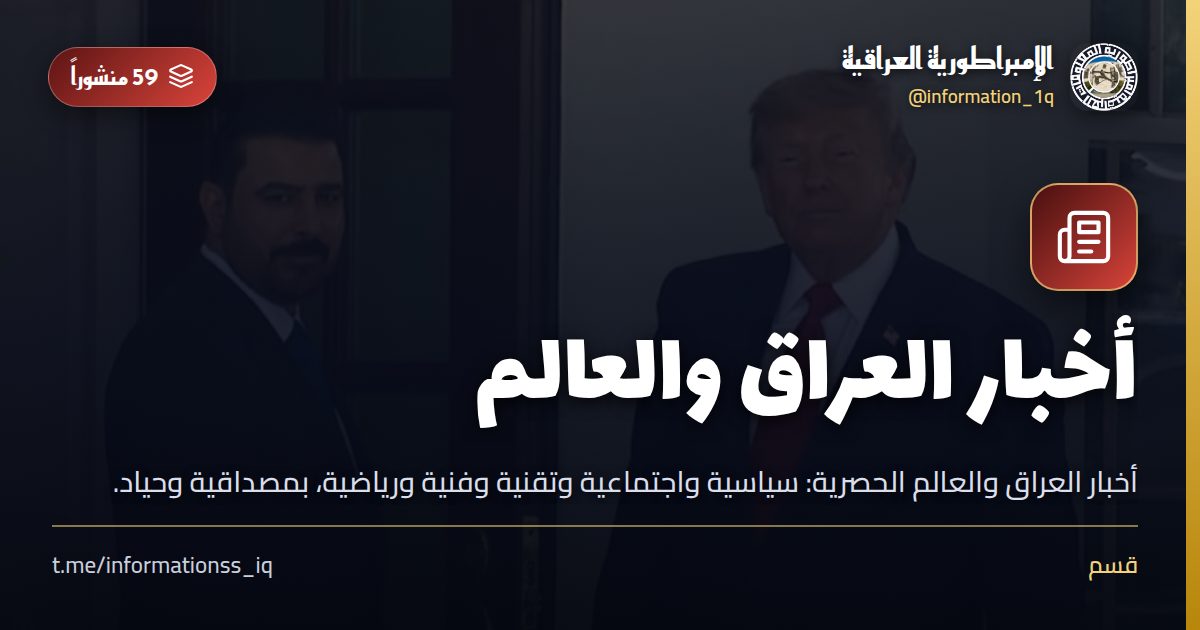 الإمبراطورية العراقية
@information_1q
59 منشوراً
أخبار العراق والعالم
أخبار العراق والعالم الحصرية: سياسية واجتماعية وتقنية وفنية ورياضية، بمصداقية وحياد.
قسم
t.me/informationss_iq